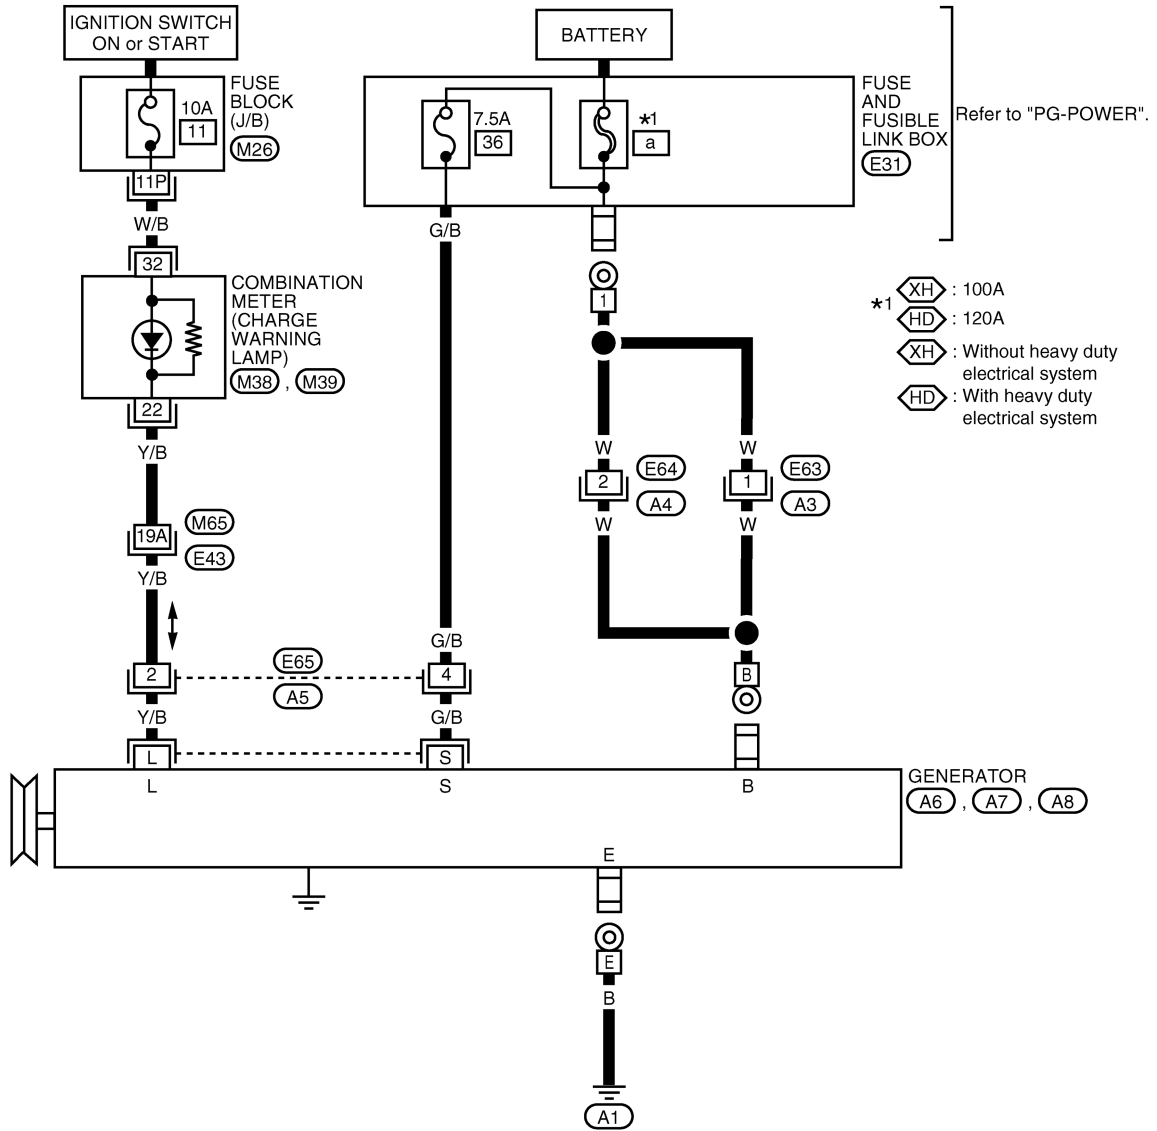 IGNITION SWITCH
ON or START
BATTERY
FUSE
BLOCK
(J/B)
M26
10A
11
11P
7.5A
36
*1
a
FUSE
AND
FUSIBLE
LINK BOX
E31
Refer to "PG-POWER".
W/B
G/B
32
COMBINATION
METER
(CHARGE
WARNING
LAMP)
M38 , M39
1
*1
XH : 100A
HD : 120A
XH : Without heavy duty
electrical system
HD : With heavy duty
electrical system
22
Y/B
W
W
2
E64
A4
1
E63
A3
W
W
19A
M65
E43
Y/B
G/B
2
E65
A5
4
B
Y/B
G/B
L
S
L
S
B
GENERATOR
A6 , A7 , A8
E
E
B
A1